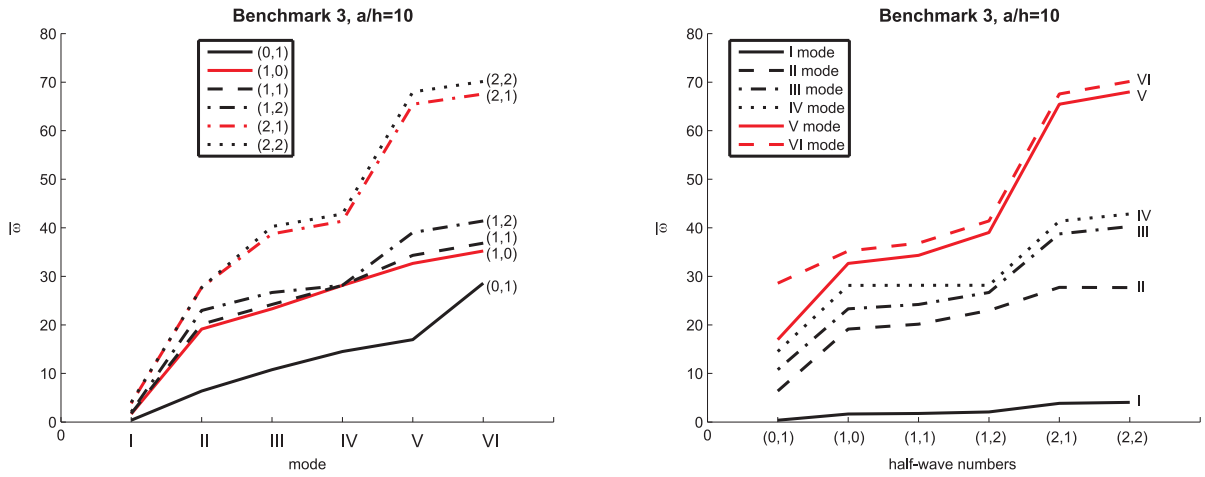 Benchmark 3, a/h=10
80
70
60
50
40
30
20
10
0
ω̅
(0,1)
(1,0)
(1,1)
(1,2)
(2,1)
(2,2)
(2,2)
(2,1)
(1,2)
(1,1)
(1,0)
(0,1)
0 I II III IV V VI
mode
Benchmark 3, a/h=10
80
70
60
50
40
30
20
10
0
ω̅
I mode
II mode
III mode
IV mode
V mode
VI mode
VI
V
IV
III
II
I
0 (0,1) (1,0) (1,1) (1,2) (2,1) (2,2)
half-wave numbers